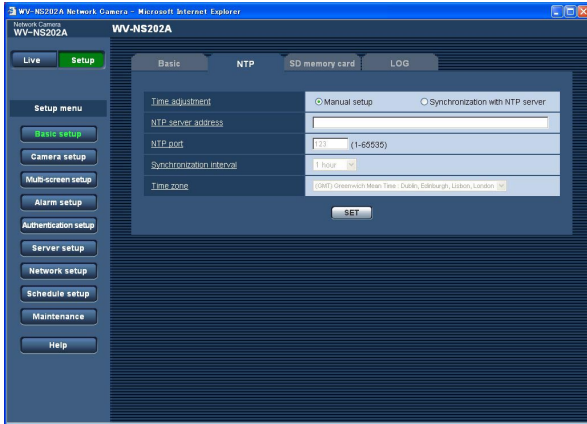 WV-NS202A Network Camera - Microsoft Internet Explorer
Network Camera
WV-NS202A
WV-NS202A
Live
Setup
Basic
NTP
SD memory card
LOG
Setup menu
Basic setup
Camera setup
Multi-screen setup
Alarm setup
Authentication setup
Server setup
Network setup
Schedule setup
Maintenance
Help
Time adjustment
Manual setup
Synchronization with NTP server
NTP server address
NTP port
123
(1-65535)
Synchronization interval
1 hour
Time zone
(GMT) Greenwich Mean Time : Dublin, Edinburgh, Lisbon, London
SET